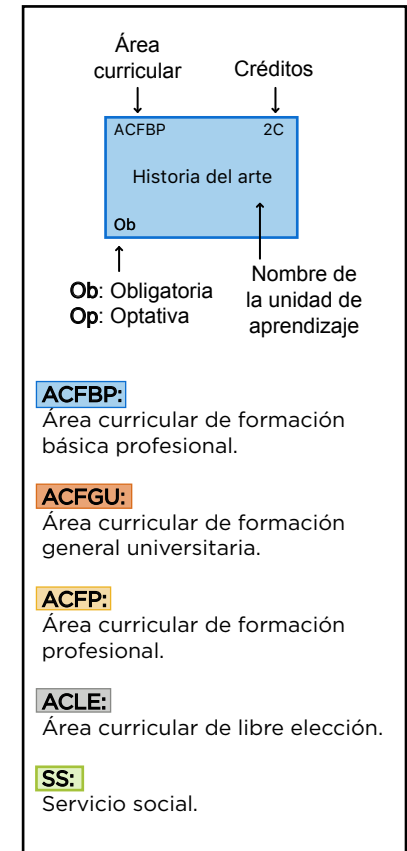 Área
curricular
Créditos
ACFBP 2C
Historia del arte
Ob
Ob: Obligatoria
Op: Optativa
Nombre de
la unidad de
aprendizaje
ACFBP:
Área curricular de formación
básica profesional.
ACFGU:
Área curricular de formación
general universitaria.
ACFP:
Área curricular de formación
profesional.
ACLE:
Área curricular de libre elección.
SS:
Servicio social.